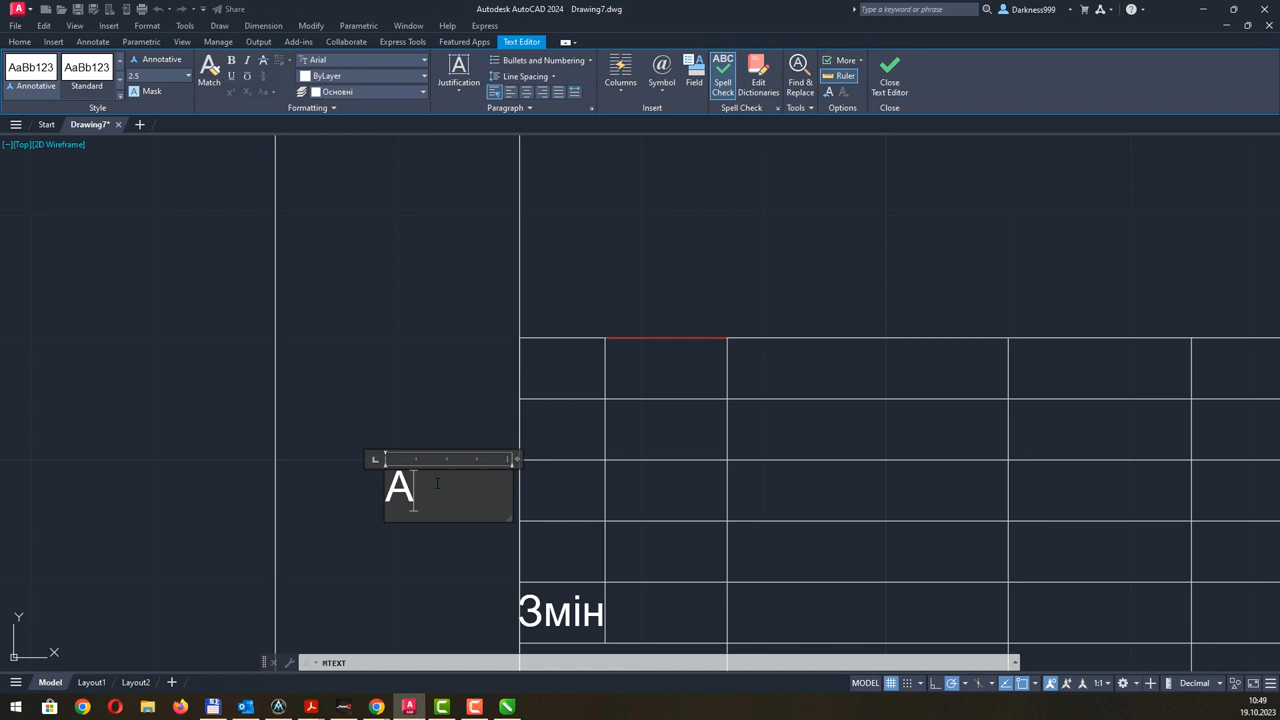 Share
Autodesk AutoCAD 2024 Drawing7.dwg
Type a keyword or phrase
Darkness999
File Edit View Insert Format Tools Draw Dimension Modify Parametric Window Help Express
Home Insert Annotate Parametric View Manage Output Add-ins Collaborate Express Tools Featured Apps Text Editor
AaBb123 AaBb123 Annotative
Annotative Standard 2.5
Mask
Style
Match
B I A
U O
Arial
ByLayer
Основні
Formatting
Justification
Bullets and Numbering
Line Spacing
Paragraph
Columns Symbol Field
Insert
ABC
Spell Check
Edit Dictionaries
Spell Check
Find & Replace
Tools
More
Ruler
Options
Close Text Editor
Close
Start Drawing7*
[−][Top][2D Wireframe]
А
Змін
Y
X
MTEXT
Model Layout1 Layout2
MODEL 1:1 Decimal
10:49
19.10.2023